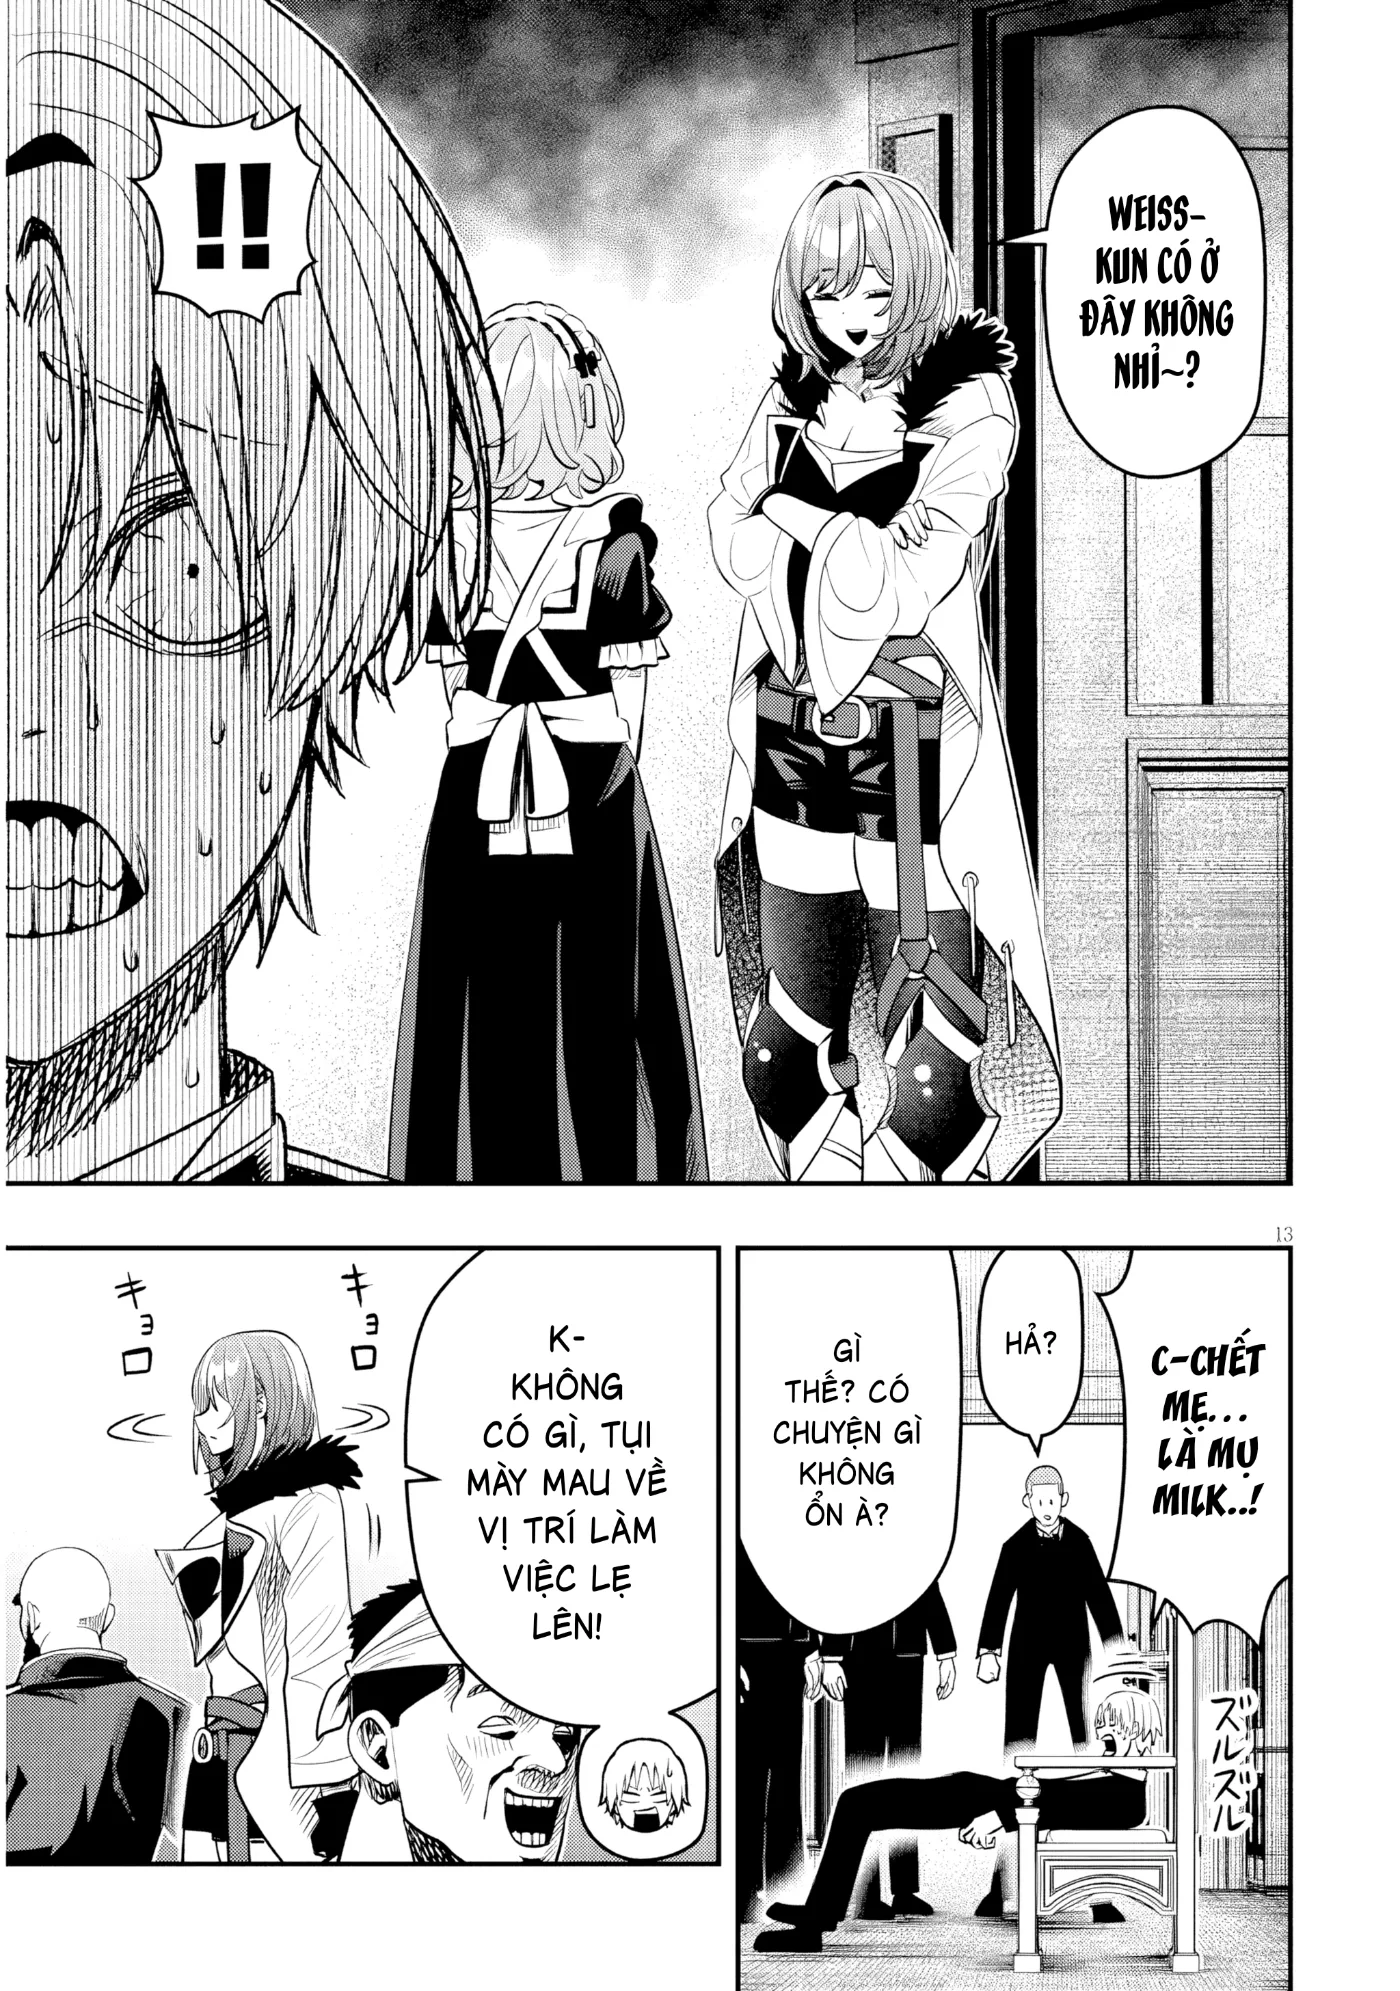 WEISS-
KUN CÓ Ở
ĐÂY KHÔNG
NHỈ~?
!!
13
C-CHẾT
MẸ...
LÀ MỤ
MILK..!
HẢ?
GÌ
THẾ? CÓ
CHUYỆN GÌ
KHÔNG
ỔN À?
ズルズル
K-
KHÔNG
CÓ GÌ, TỤI
MÀY MAU VỀ
VỊ TRÍ LÀM
VIỆC LẸ
LÊN!
キョロ
キョロ